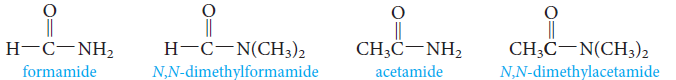 O O O O
H—C—NH₂ H—C—N(CH₃)₂ CH₃C—NH₂ CH₃C—N(CH₃)₂
formamide N,N-dimethylformamide acetamide N,N-dimethylacetamide